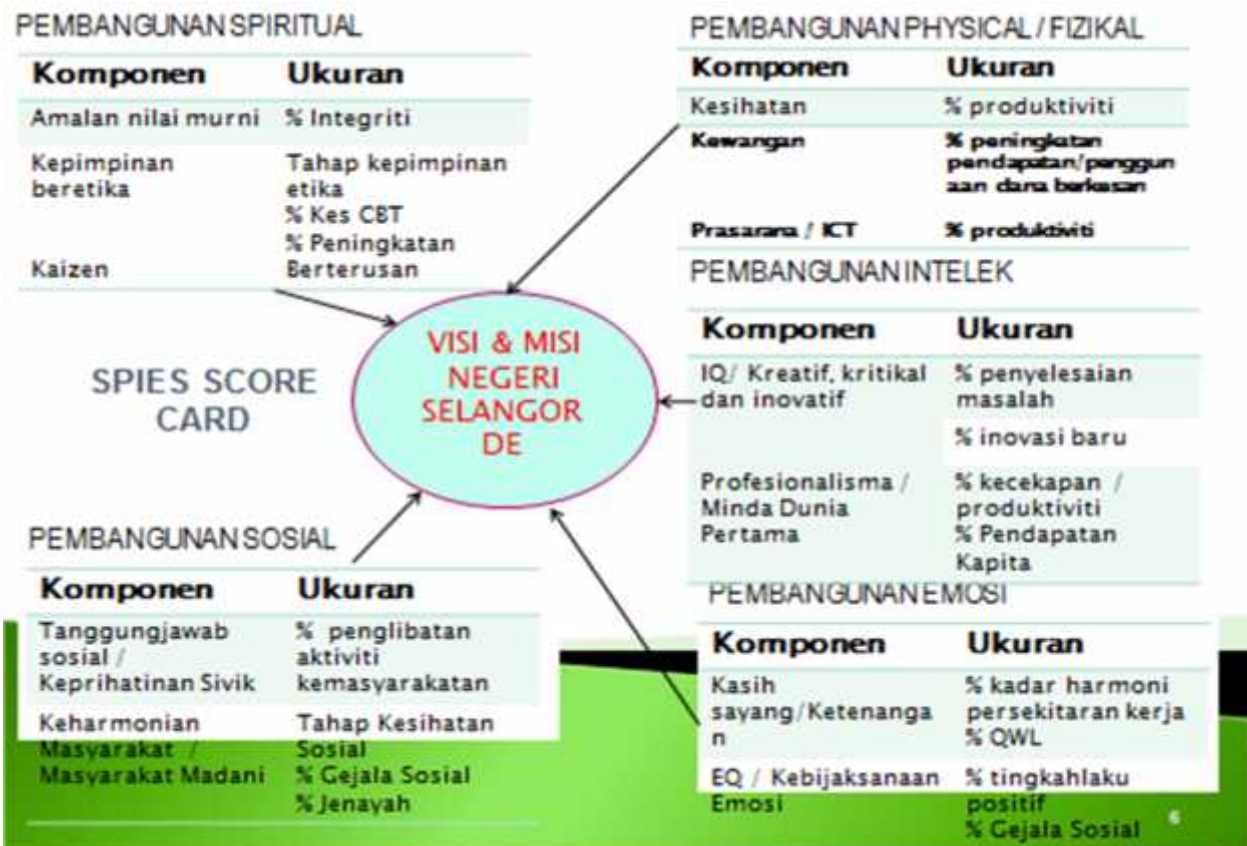 PEMBANGUNAN SPIRITUAL
Komponen Ukuran
Amalan nilai murni % Integriti
Kepimpinan Tahap kepimpinan
beretika etika
% Kes CBT
% Peningkatan
Kaizen Berterusan
PEMBANGUNAN PHYSICAL / FIZIKAL
Komponen Ukuran
Kesihatan % produktiviti
Kewangan % peningkatan
pendapatan/penggun
aan dana berkesan
Prasarana / ICT % produktiviti
PEMBANGUNAN INTELEK
Komponen Ukuran
IQ/ Kreatif, kritikal % penyelesaian
dan inovatif masalah
% inovasi baru
Profesionalisma / % kecekapan /
Minda Dunia produktiviti
Pertama % Pendapatan
Kapita
SPIES SCORE
CARD
VISI & MISI
NEGERI
SELANGOR
DE
PEMBANGUNAN SOSIAL
Komponen Ukuran
Tanggungjawab % penglibatan
sosial / aktiviti
Keprihatinan Sivik kemasyarakatan
Keharmonian Tahap Kesihatan
Masyarakat / Sosial
Masyarakat Madani % Gejala Sosial
% Jenayah
PEMBANGUNAN EMOSI
Komponen Ukuran
Kasih % kadar harmoni
sayang/Ketenanga persekitaran kerja
n % QWL
EQ / Kebijaksanaan % tingkahlaku
Emosi positif
% Gejala Sosial
6